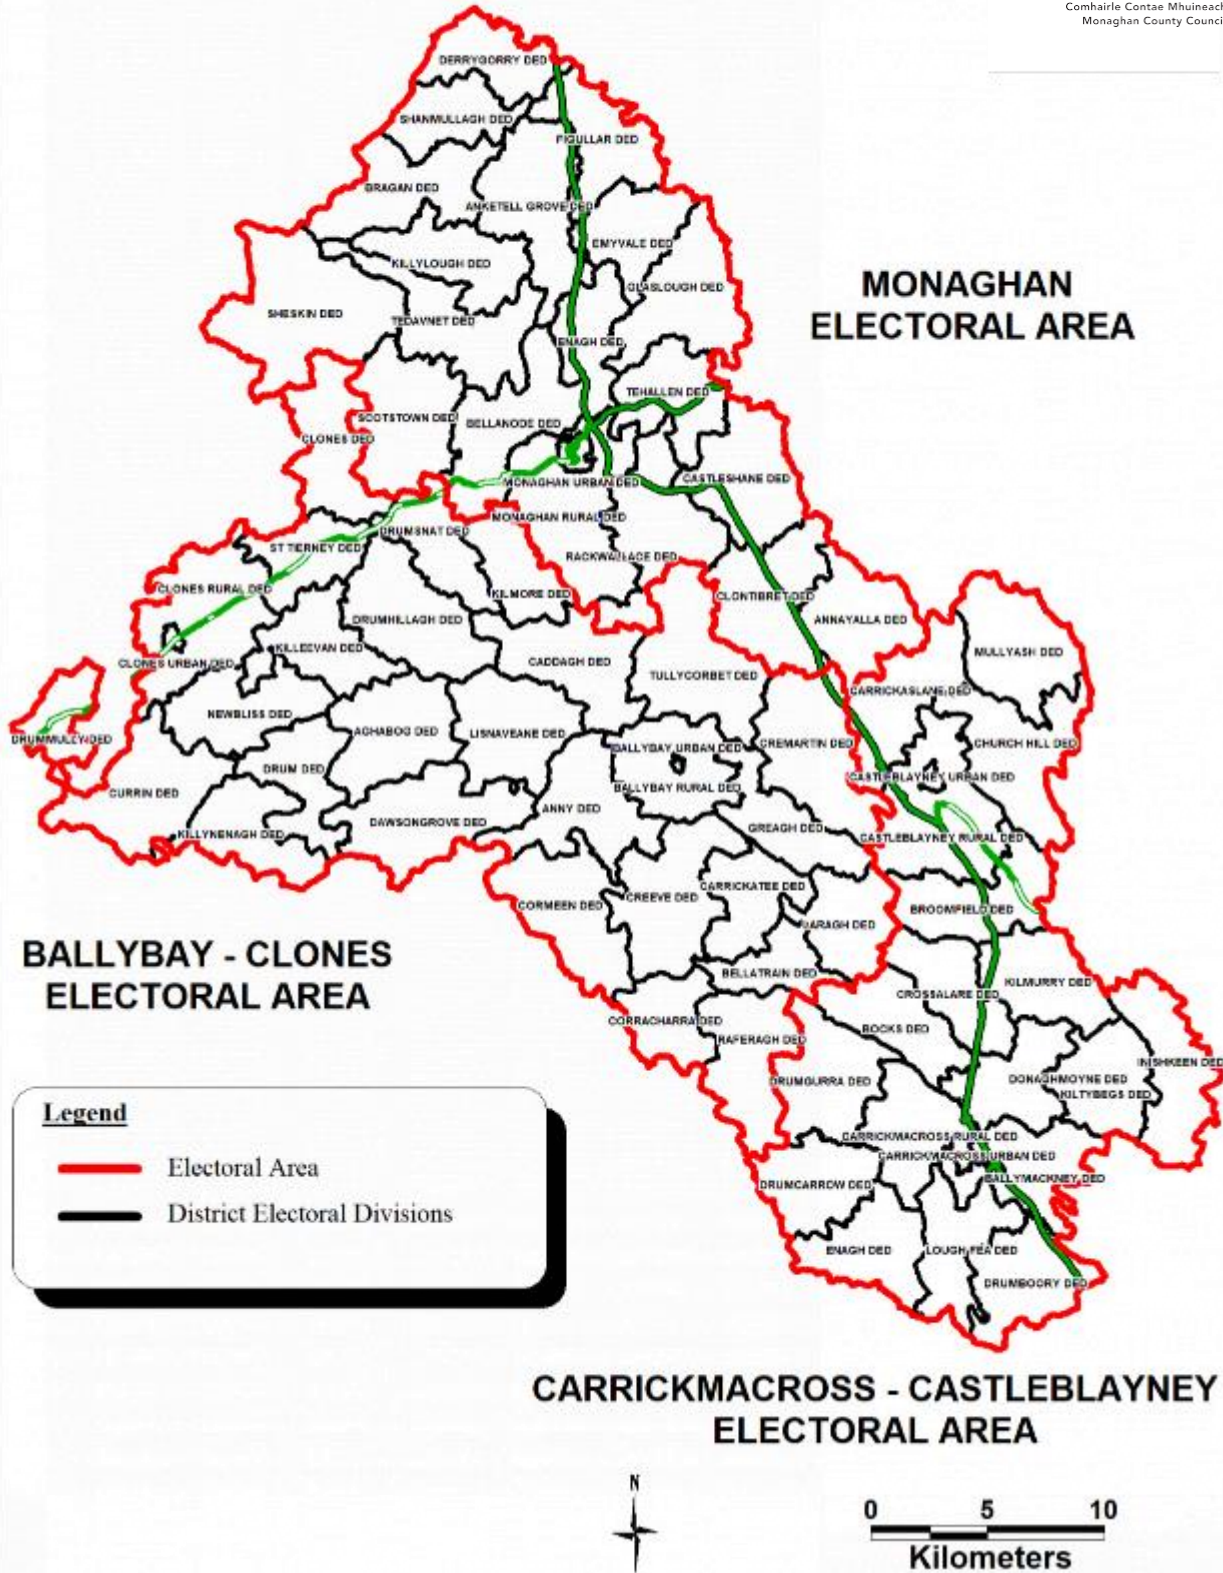 Comhairle Contae Mhuineach
Monaghan County Counci
DERRYGORRY DED
SHANMULLAGH DED
FIGULLAR DED
BRAGAN DED
ANKETELL GROVE DED
EMYVALE DED
KILLYLOUGH DED
GLASLOUGH DED
MONAGHAN
ELECTORAL AREA
SHESKIN DED
TEDAVNET DED
ENAGH DED
TEHALLEN DED
SCOTSTOWN DED
BELLANODE DED
CLONES DED
MONAGHAN URBAN DED
CASTLESHANE DED
MONAGHAN RURAL DED
DRUMSNAT DED
ST TIERNEY DED
RACKWALLACE DED
CLONES RURAL DED
KILMORE DED
CLONTIBRET DED
DRUMHILLAGH DED
ANNAYALLA DED
KILLEEVAN DED
MULLYASH DED
CLONES URBAN DED
CADDAGH DED
TULLYCORBET DED
CARRICKASLANE DED
NEWBLISS DED
AGHABOG DED
LISNAVEANE DED
DRUMMULLY DED
BALLYBAY URBAN DED
CREMARTIN DED
CHURCH HILL DED
DRUM DED
CASTLEBLAYNEY URBAN DED
CURRIN DED
BALLYBAY RURAL DED
ANNY DED
KILLYNENAGH DED
DAWSONGROVE DED
GREAGH DED
CASTLEBLAYNEY RURAL DED
CARRICKATEE DED
CREEVE DED
CORMEEN DED
BROOMFIELD DED
LARAGH DED
BALLYBAY - CLONES
ELECTORAL AREA
BELLATRAIN DED
KILMURRY DED
CROSSALARE DED
CORRACHARRA DED
BOCKS DED
RAFERAGH DED
INISHKEEN DED
DRUMGURRA DED
DONAGHMOYNE DED
KILTYBEGS DED
Legend
Electoral Area
District Electoral Divisions
CARRICKMACROSS RURAL DED
CARRICKMACROSS URBAN DED
BALLYMACKNEY DED
DRUMCARROW DED
ENAGH DED
LOUGH FEA DED
DRUMBOORY DED
CARRICKMACROSS - CASTLEBLAYNEY
ELECTORAL AREA
N
0 5 10
Kilometers